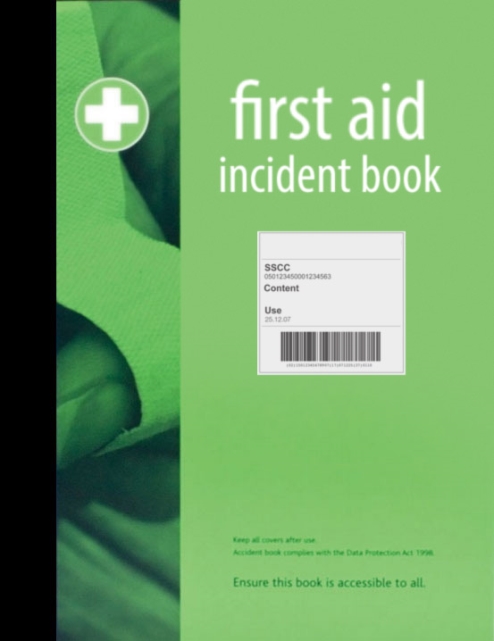 first aid
incident book
SSCC
050123450001234563
Content
Use
25.12.07
Keep all covers after use.
Accident book complies with the Data Protection Act 1998.
Ensure this book is accessible to all.